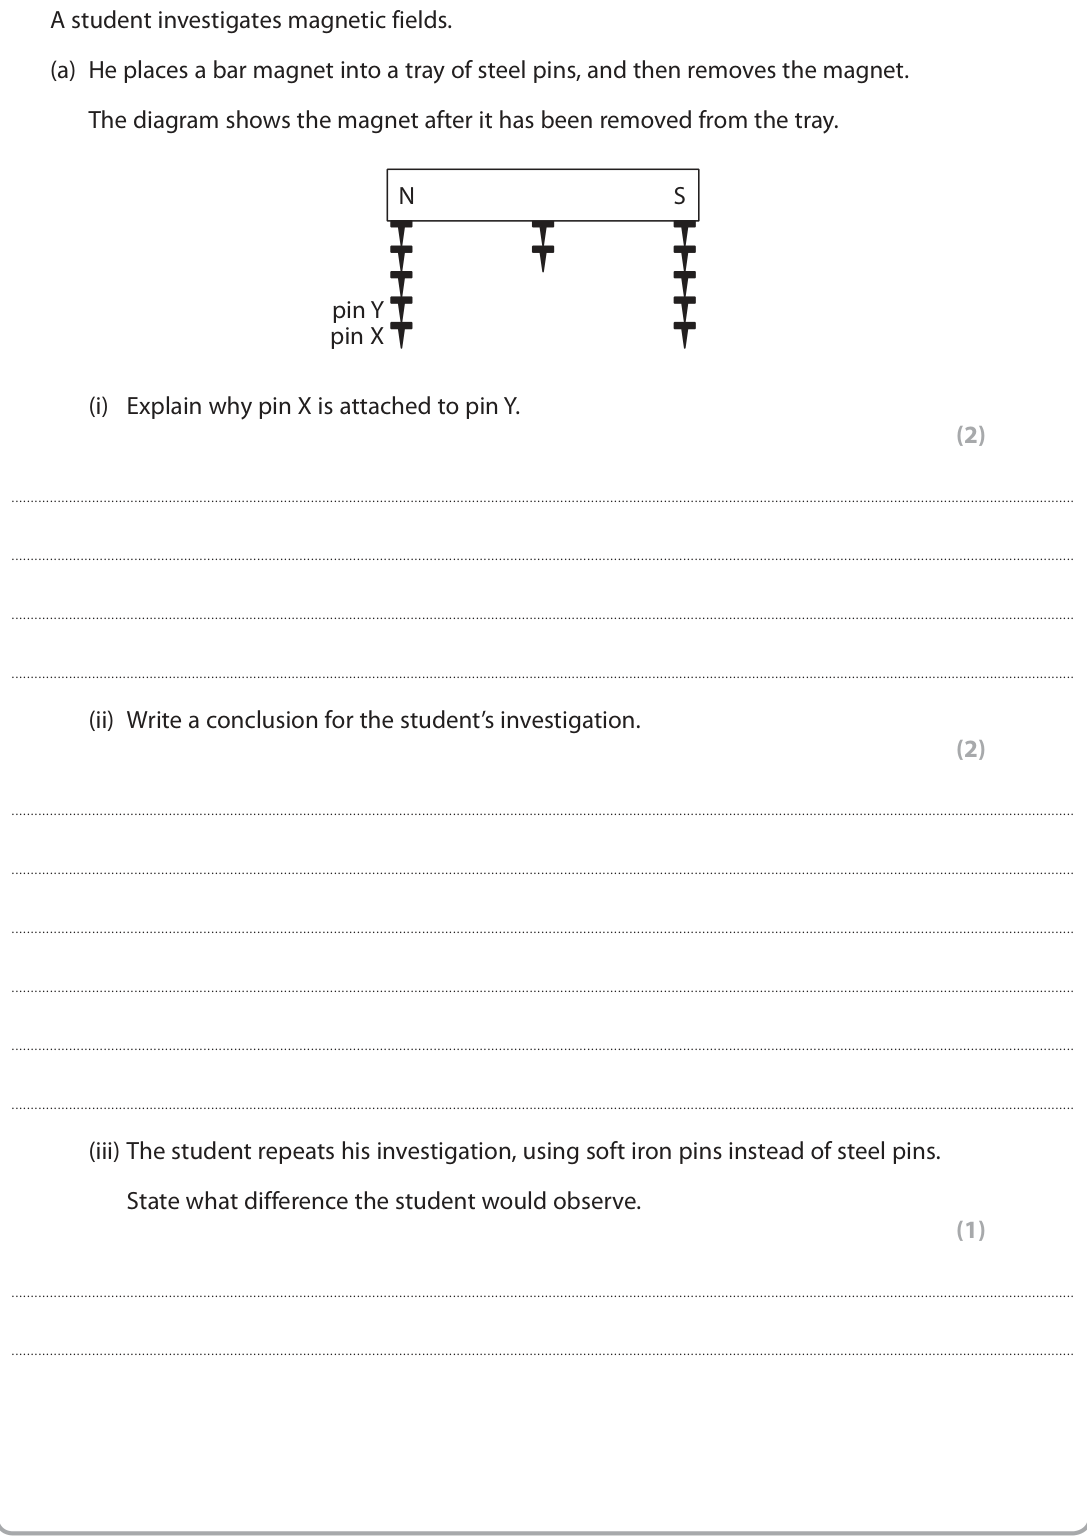 A student investigates magnetic fields.
(a) He places a bar magnet into a tray of steel pins, and then removes the magnet.
The diagram shows the magnet after it has been removed from the tray.
N S
pin Y
pin X
(i) Explain why pin X is attached to pin Y.
(2)
(ii) Write a conclusion for the student’s investigation.
(2)
(iii) The student repeats his investigation, using soft iron pins instead of steel pins.
State what difference the student would observe.
(1)